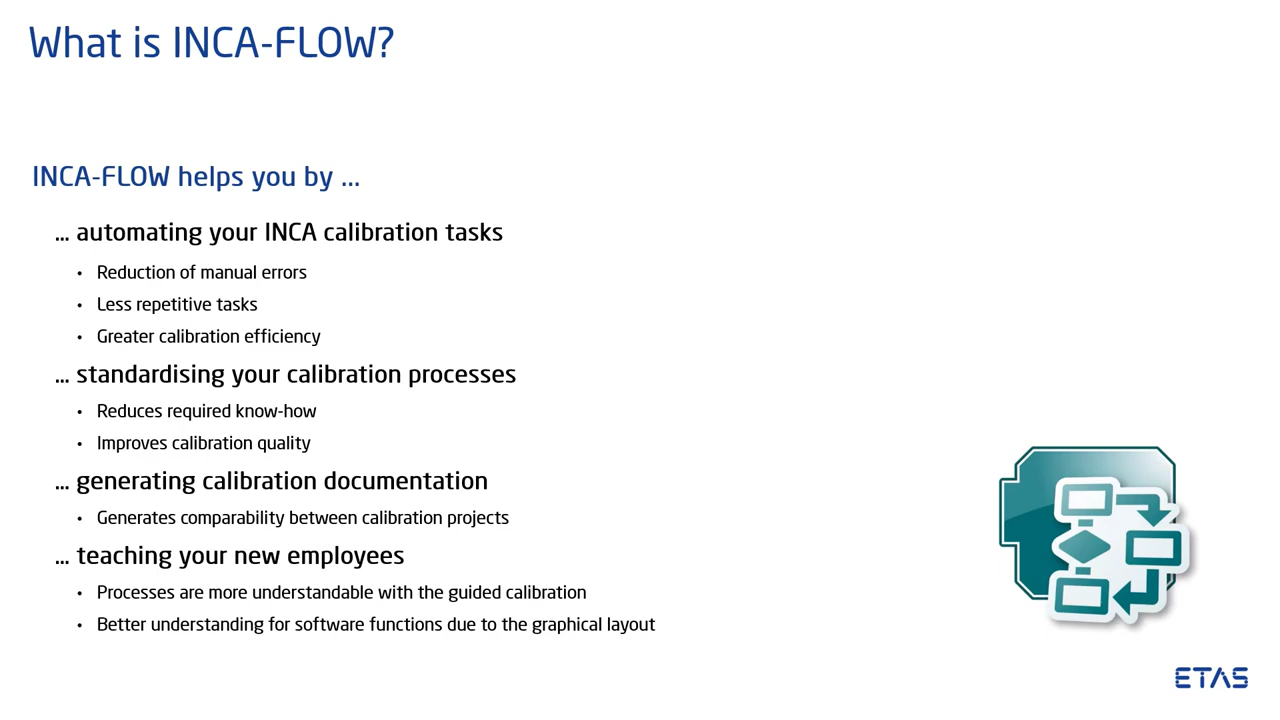 What is INCA-FLOW?
INCA-FLOW helps you by ...
... automating your INCA calibration tasks
• Reduction of manual errors
• Less repetitive tasks
• Greater calibration efficiency
... standardising your calibration processes
• Reduces required know-how
• Improves calibration quality
... generating calibration documentation
• Generates comparability between calibration projects
... teaching your new employees
• Processes are more understandable with the guided calibration
• Better understanding for software functions due to the graphical layout
ETAS